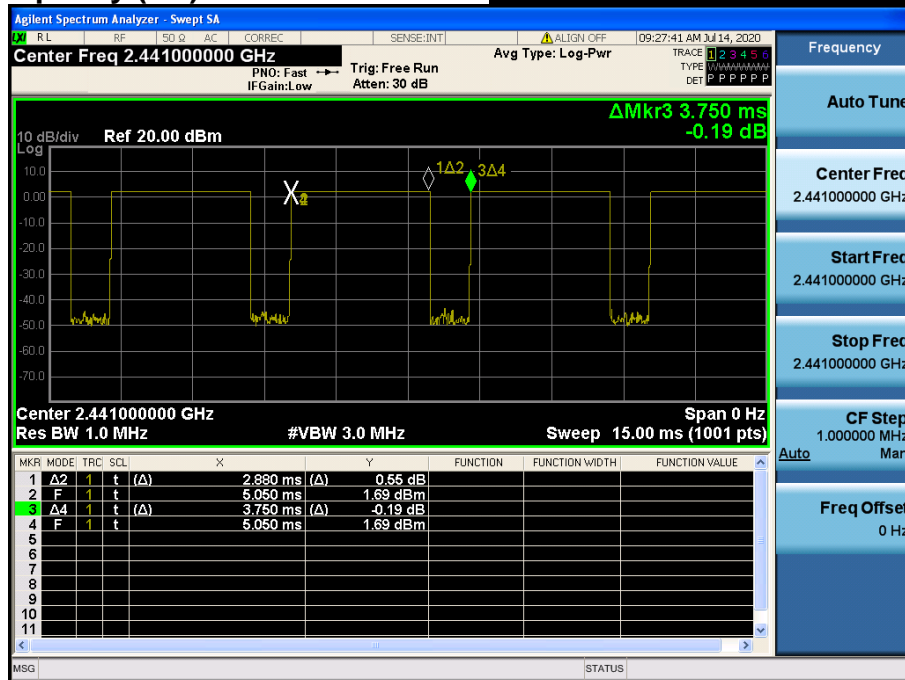 Agilent Spectrum Analyzer - Swept SA
LXI RL RF 50 Ω AC CORREC SENSE:INT ALIGN OFF 09:27:41 AM Jul 14, 2020
Center Freq 2.441000000 GHz
PNO: Fast
IFGain:Low
Trig: Free Run
Atten: 30 dB
Avg Type: Log-Pwr
TRACE 1 2 3 4 5 6
TYPE WWWWWW
DET P P P P P P
ΔMkr3 3.750 ms
-0.19 dB
10 dB/div Ref 20.00 dBm
Log
10.0
0.00
-10.0
-20.0
-30.0
-40.0
-50.0
-60.0
-70.0
1Δ2
3Δ4
X
Center 2.441000000 GHz Span 0 Hz
Res BW 1.0 MHz #VBW 3.0 MHz Sweep 15.00 ms (1001 pts)
MKR MODE TRC SCL X Y FUNCTION FUNCTION WIDTH FUNCTION VALUE
1 Δ2 1 t (Δ) 2.880 ms (Δ) 0.55 dB
2 F 1 t 5.050 ms 1.69 dBm
3 Δ4 1 t (Δ) 3.750 ms (Δ) -0.19 dB
4 F 1 t 5.050 ms 1.69 dBm
5
6
7
8
9
10
11
MSG STATUS
Frequency
Auto Tune
Center Freq
2.441000000 GHz
Start Freq
2.441000000 GHz
Stop Freq
2.441000000 GHz
CF Step
1.000000 MHz
Auto Man
Freq Offset
0 Hz